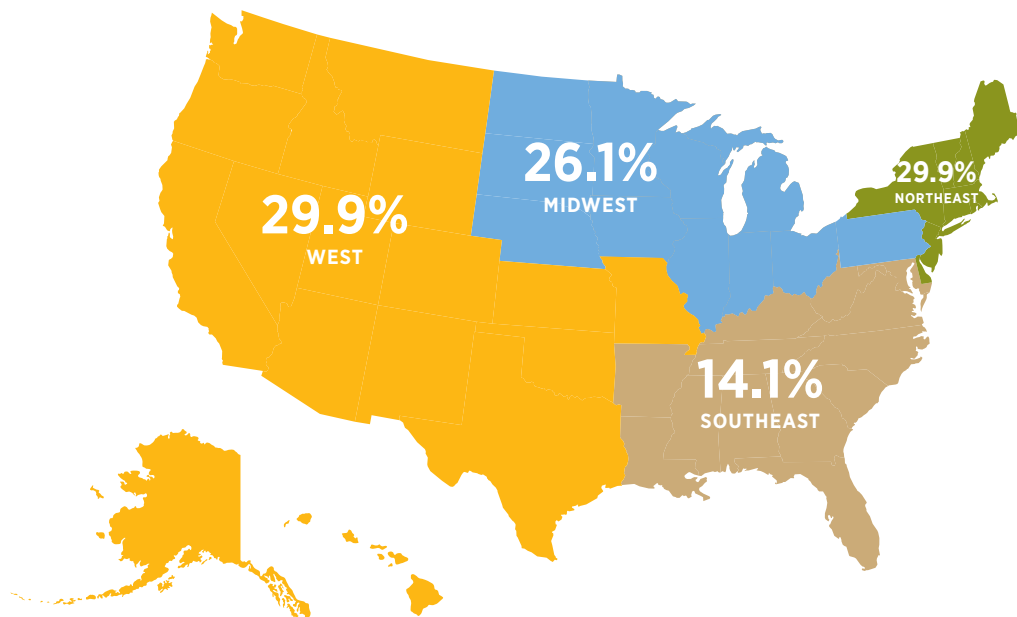 26.1%
MIDWEST
29.9%
NORTHEAST
29.9%
WEST
14.1%
SOUTHEAST